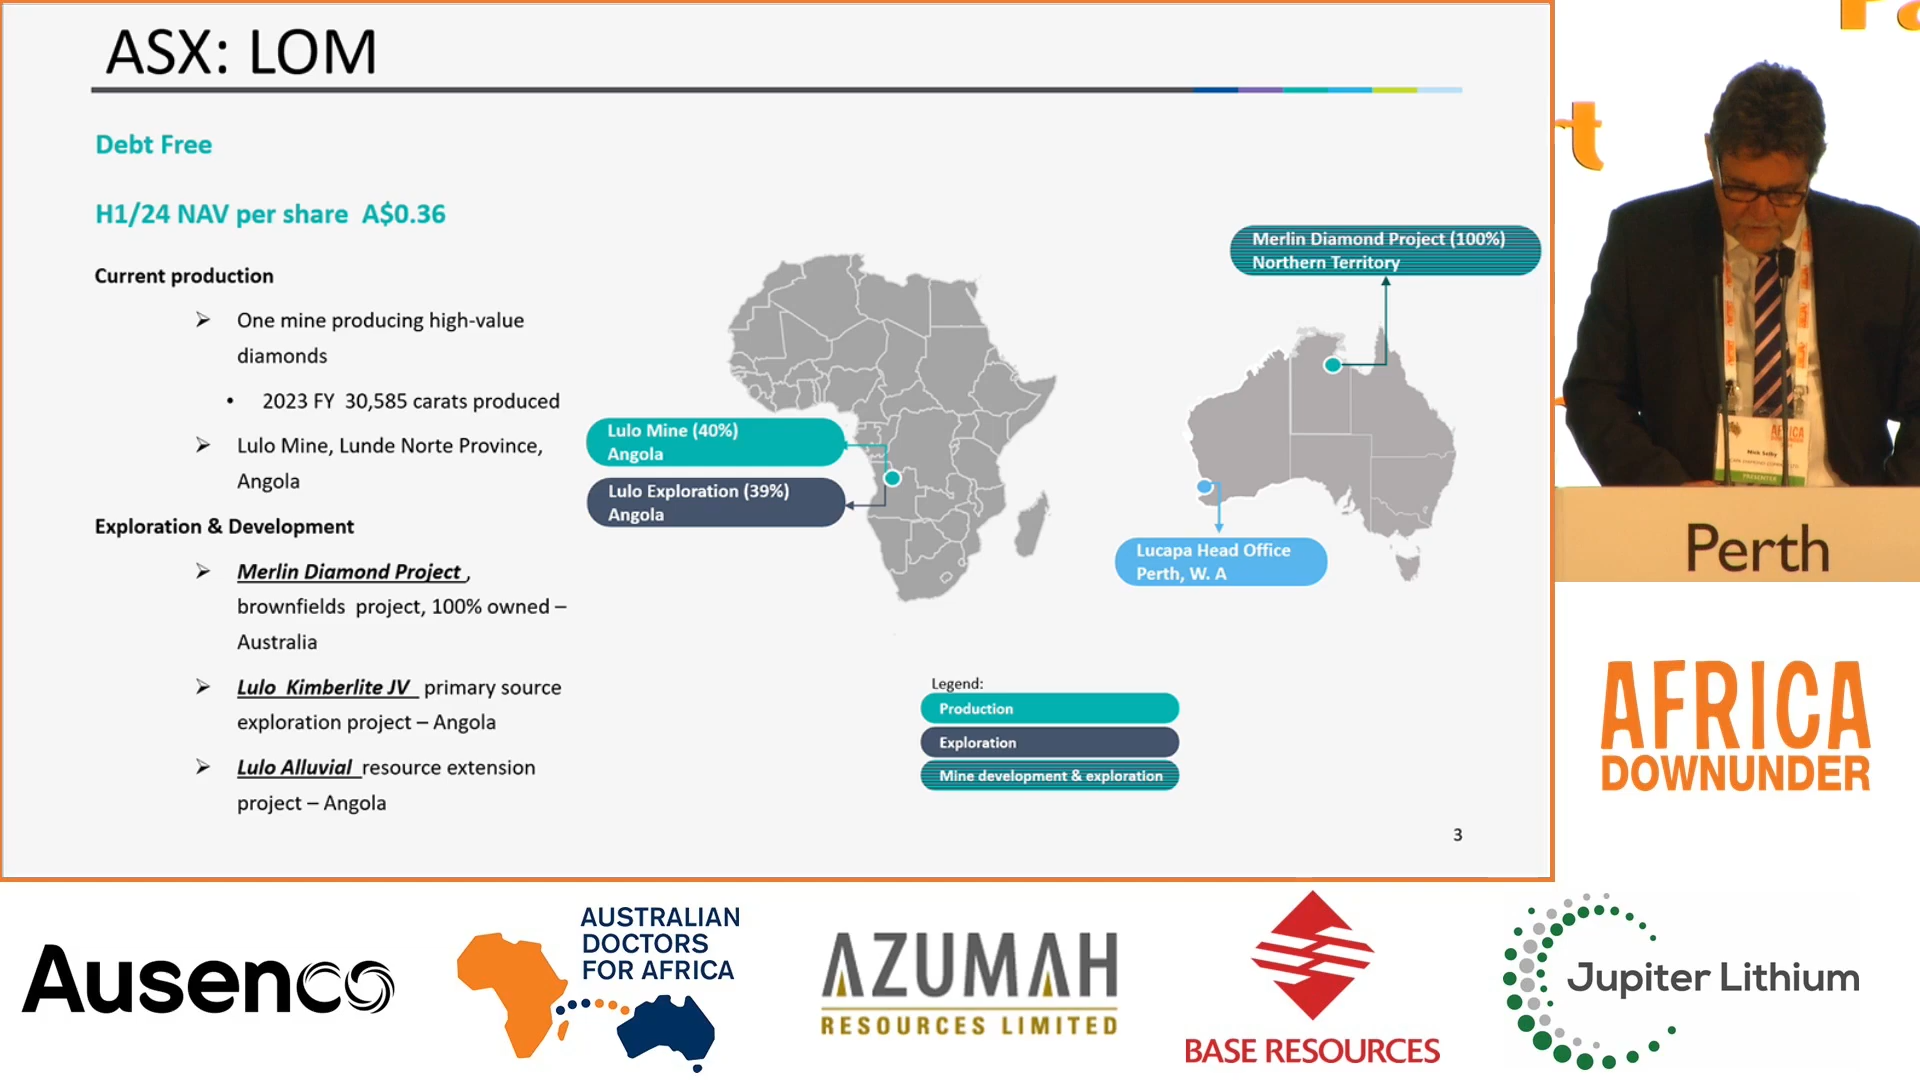 ASX: LOM
Debt Free
H1/24 NAV per share A$0.36
Current production
One mine producing high-value
diamonds
2023 FY 30,585 carats produced
Lulo Mine, Lunde Norte Province,
Angola
Exploration & Development
Merlin Diamond Project ,
brownfields project, 100% owned –
Australia
Lulo Kimberlite JV primary source
exploration project – Angola
Lulo Alluvial resource extension
project – Angola
Lulo Mine (40%)
Angola
Lulo Exploration (39%)
Angola
Merlin Diamond Project (100%)
Northern Territory
Lucapa Head Office
Perth, W. A
Legend:
Production
Exploration
Mine development & exploration
3
AFRICA
DOWNUNDER
Nick Selby
PRESENTER
Perth
AFRICA
DOWNUNDER
Ausenco
AUSTRALIAN
DOCTORS
FOR AFRICA
AZUMAH
RESOURCES LIMITED
BASE RESOURCES
Jupiter Lithium